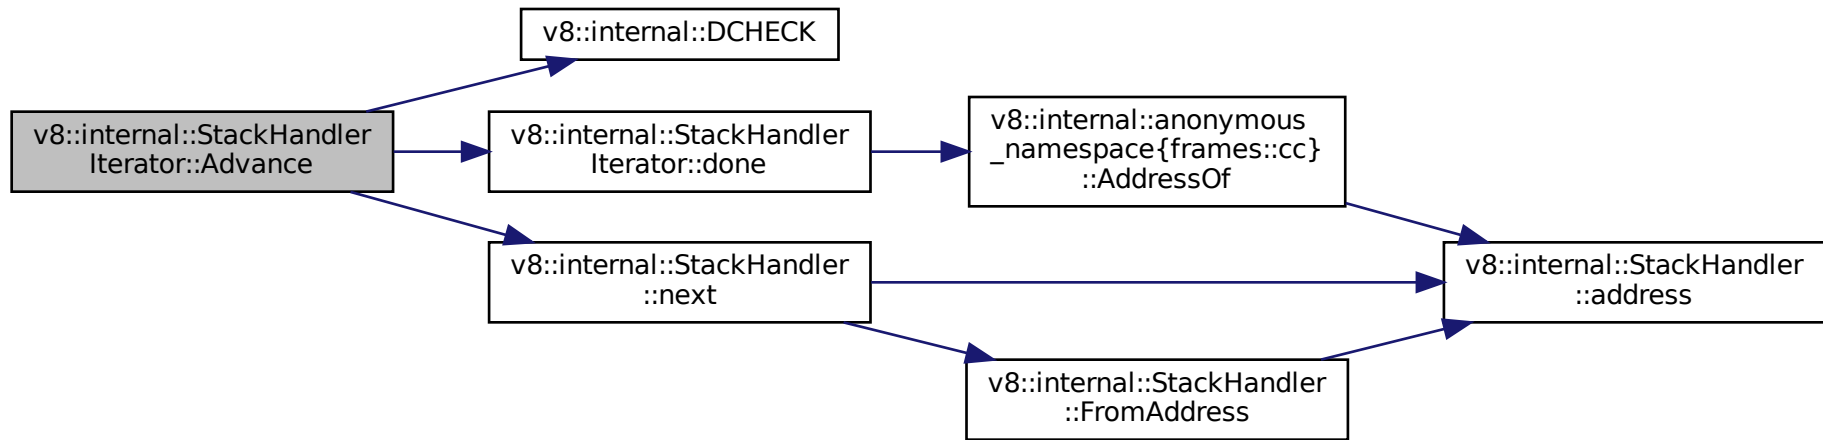 v8::internal::DCHECK
v8::internal::StackHandler
Iterator::Advance
v8::internal::StackHandler
Iterator::done
v8::internal::anonymous
_namespace{frames::cc}
::AddressOf
v8::internal::StackHandler
::next
v8::internal::StackHandler
::address
v8::internal::StackHandler
::FromAddress